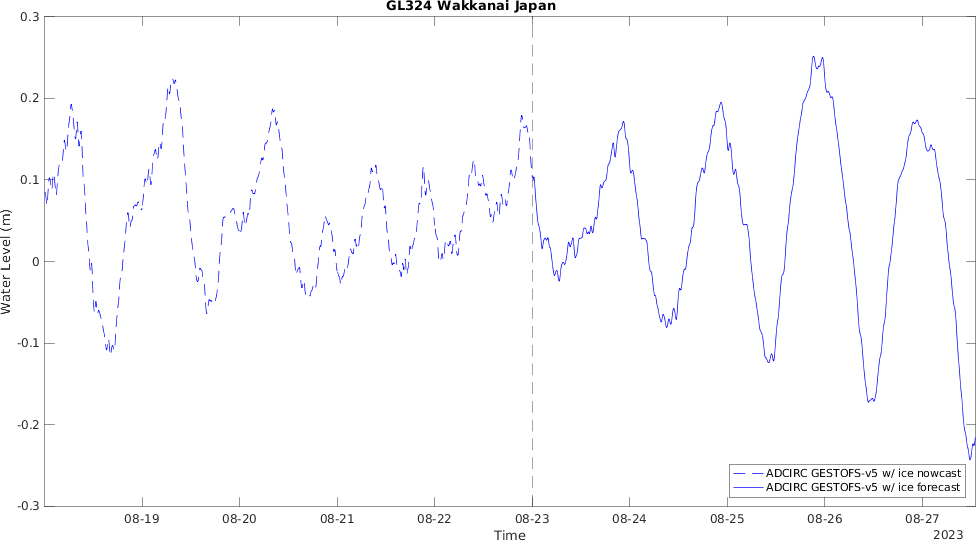 GL324 Wakkanai Japan
0.3
0.2
0.1
0
-0.1
-0.2
-0.3
Water Level (m)
ADCIRC GESTOFS-v5 w/ ice nowcast
ADCIRC GESTOFS-v5 w/ ice forecast
08-19 08-20 08-21 08-22 08-23 08-24 08-25 08-26 08-27
Time
2023